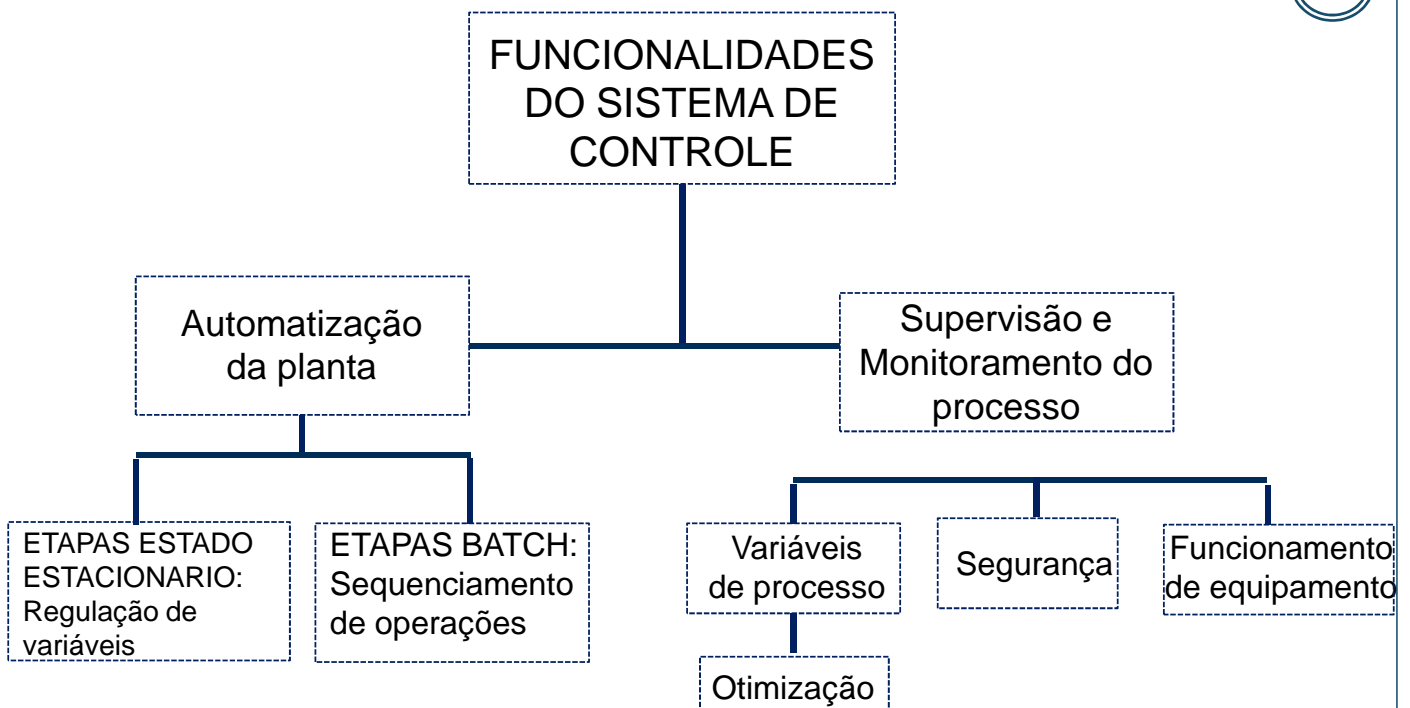 FUNCIONALIDADES
DO SISTEMA DE
CONTROLE
Automatização
da planta
Supervisão e
Monitoramento do
processo
ETAPAS ESTADO
ESTACIONARIO:
Regulação de
variáveis
ETAPAS BATCH:
Sequenciamento
de operações
Variáveis
de processo
Segurança
Funcionamento
de equipamento
Otimização